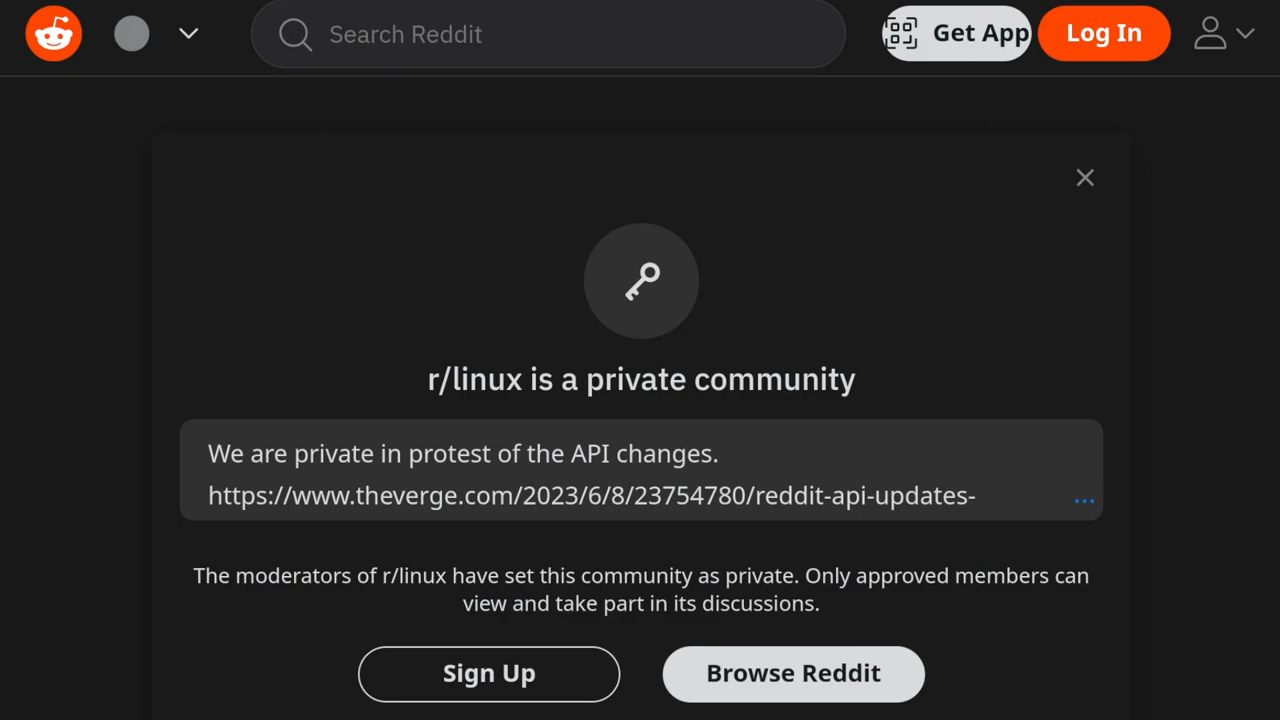 Search Reddit
Get App
Log In
r/linux is a private community
We are private in protest of the API changes.
https://www.theverge.com/2023/6/8/23754780/reddit-api-updates-
...
The moderators of r/linux have set this community as private. Only approved members can
view and take part in its discussions.
Sign Up
Browse Reddit